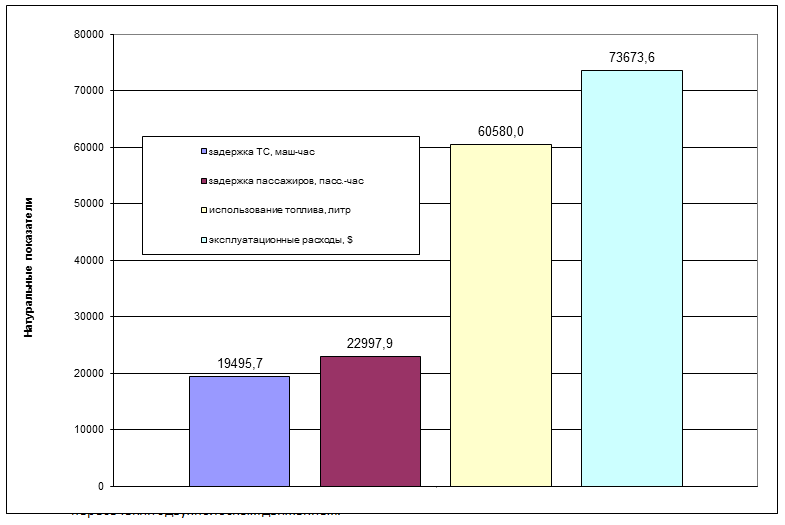 80000
73673,6
70000
60580,0
60000
задержка ТС, маш-час
50000
задержка пассажиров, пасс.-час
использование топлива, литр
эксплуатационные расходы, $
40000
Натуральные показатели
30000
22997,9
19495,7
20000
10000
0